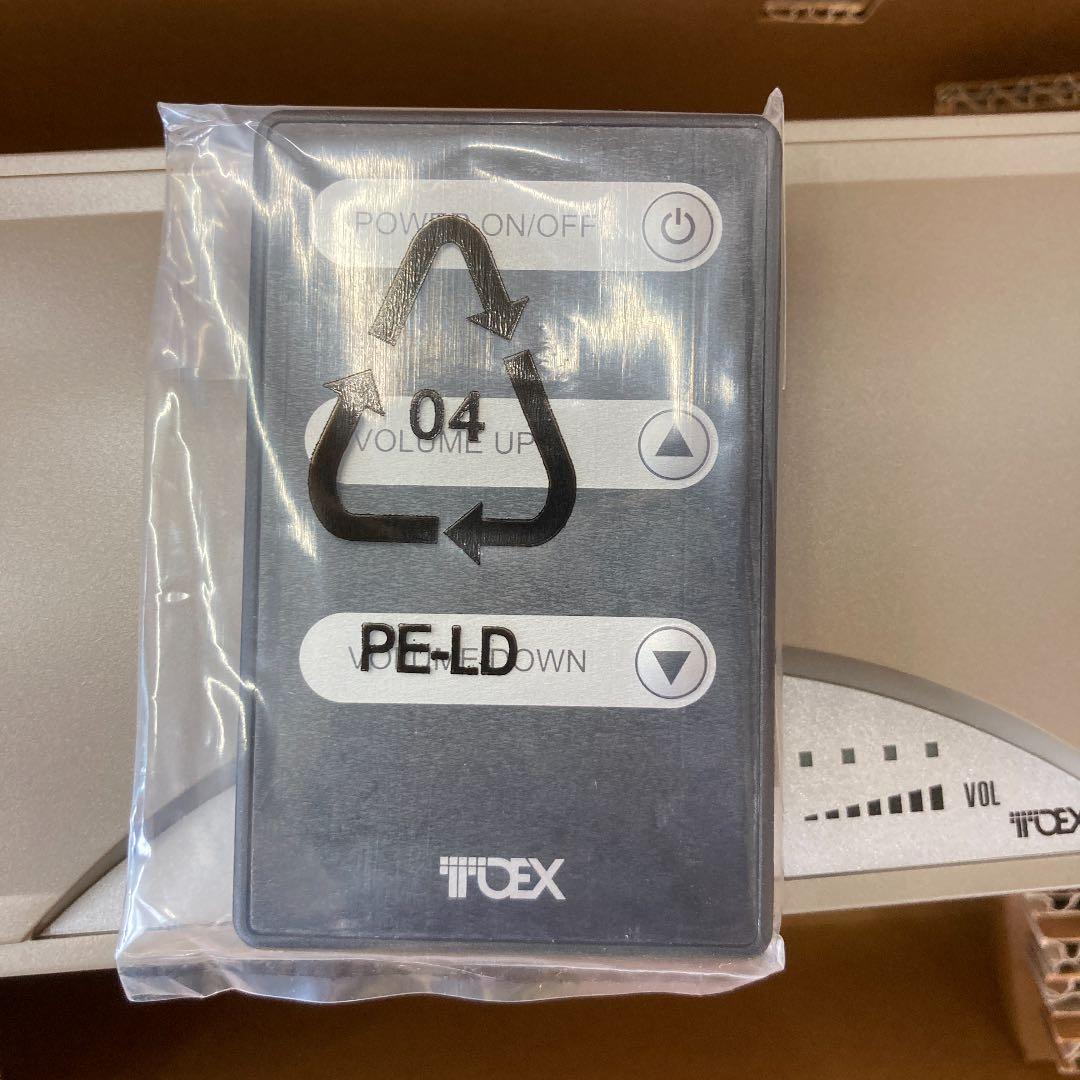 POWER ON/OFF
04
VOLUME UP
PE-LD
VOLUME DOWN
VOL
TOEX
TOEX